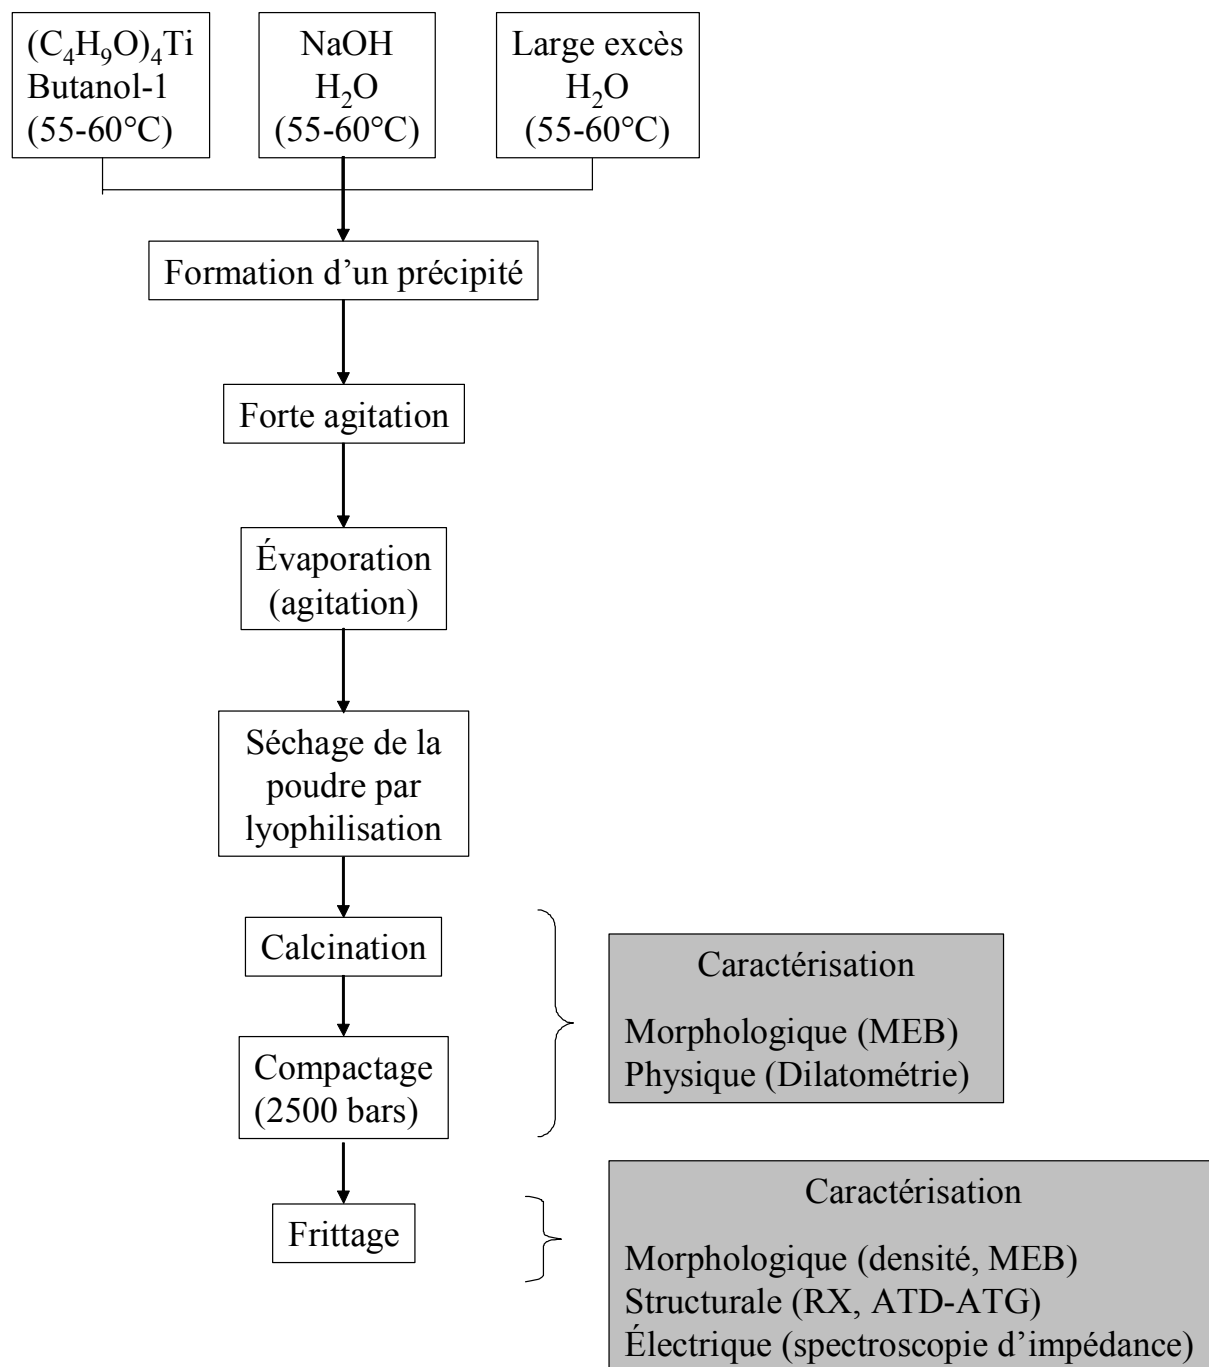 (C₄H₉O)₄Ti
Butanol-1
(55-60°C)
NaOH
H₂O
(55-60°C)
Large excès
H₂O
(55-60°C)
Formation d’un précipité
Forte agitation
Évaporation
(agitation)
Séchage de la
poudre par
lyophilisation
Calcination
Compactage
(2500 bars)
Caractérisation
Morphologique (MEB)
Physique (Dilatométrie)
Frittage
Caractérisation
Morphologique (densité, MEB)
Structurale (RX, ATD-ATG)
Électrique (spectroscopie d’impédance)